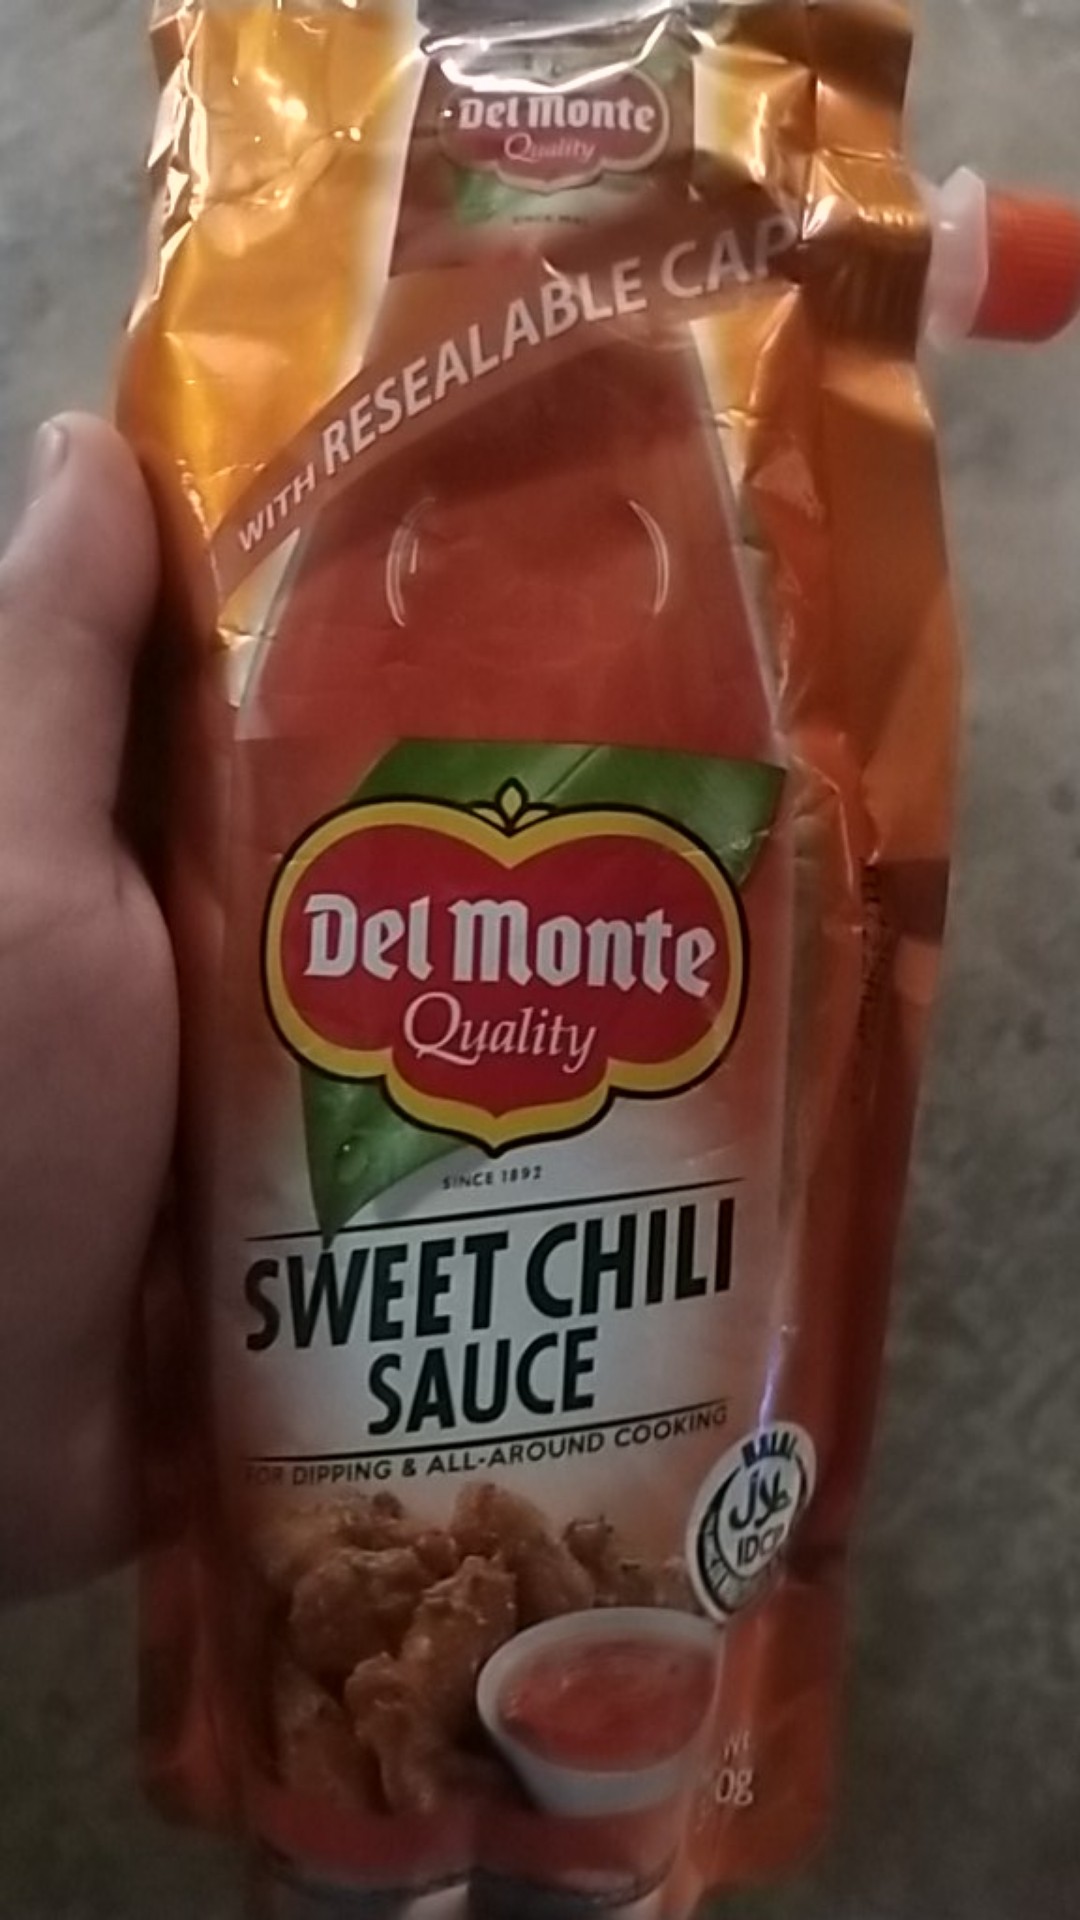 Del Monte
Quality
WITH RESEALABLE CAP
Del Monte
Quality
SINCE 1892
SWEET CHILI
SAUCE
FOR DIPPING & ALL-AROUND COOKING
HALAL
حلال
IDCP
0g